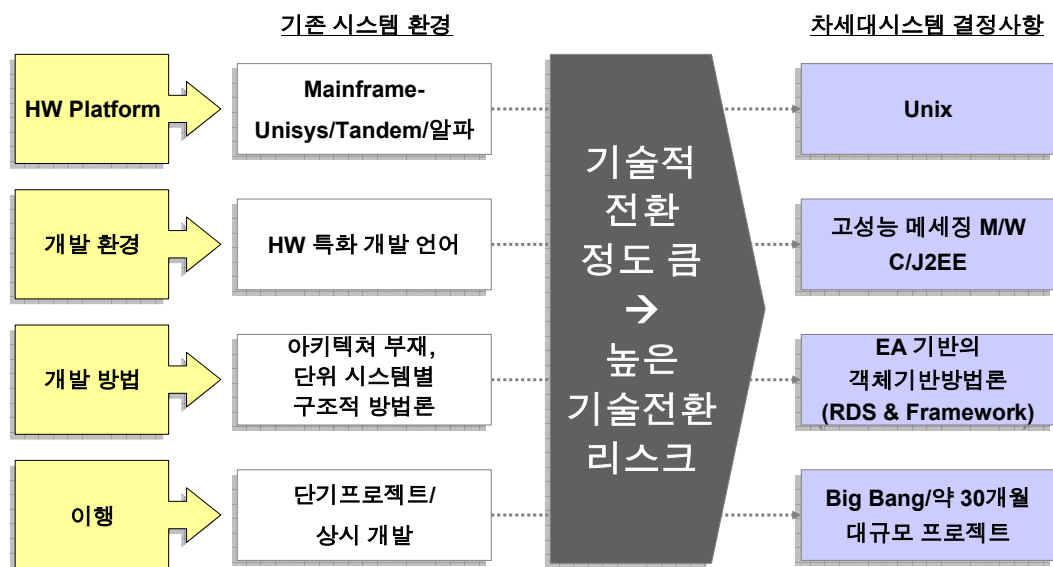 기존 시스템 환경
차세대시스템 결정사항
HW Platform
Mainframe-
Unisys/Tandem/알파
Unix
개발 환경
HW 특화 개발 언어
고성능 메세징 M/W
C/J2EE
개발 방법
아키텍쳐 부재,
단위 시스템별
구조적 방법론
EA 기반의
객체기반방법론
(RDS & Framework)
이행
단기프로젝트/
상시 개발
Big Bang/약 30개월
대규모 프로젝트
기술적
전환
정도 큼
→
높은
기술전환
리스크